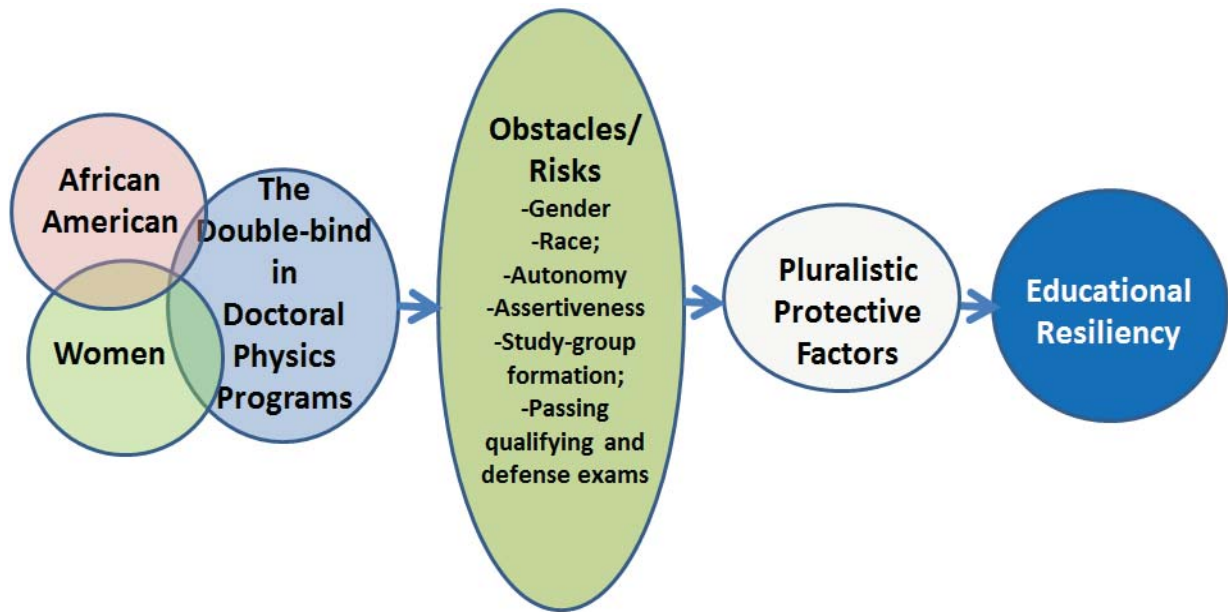 African
American
Women
The
Double-bind
in
Doctoral
Physics
Programs
Obstacles/
Risks
-Gender
-Race;
-Autonomy
-Assertiveness
-Study-group
formation;
-Passing
qualifying and
defense exams
Pluralistic
Protective
Factors
Educational
Resiliency